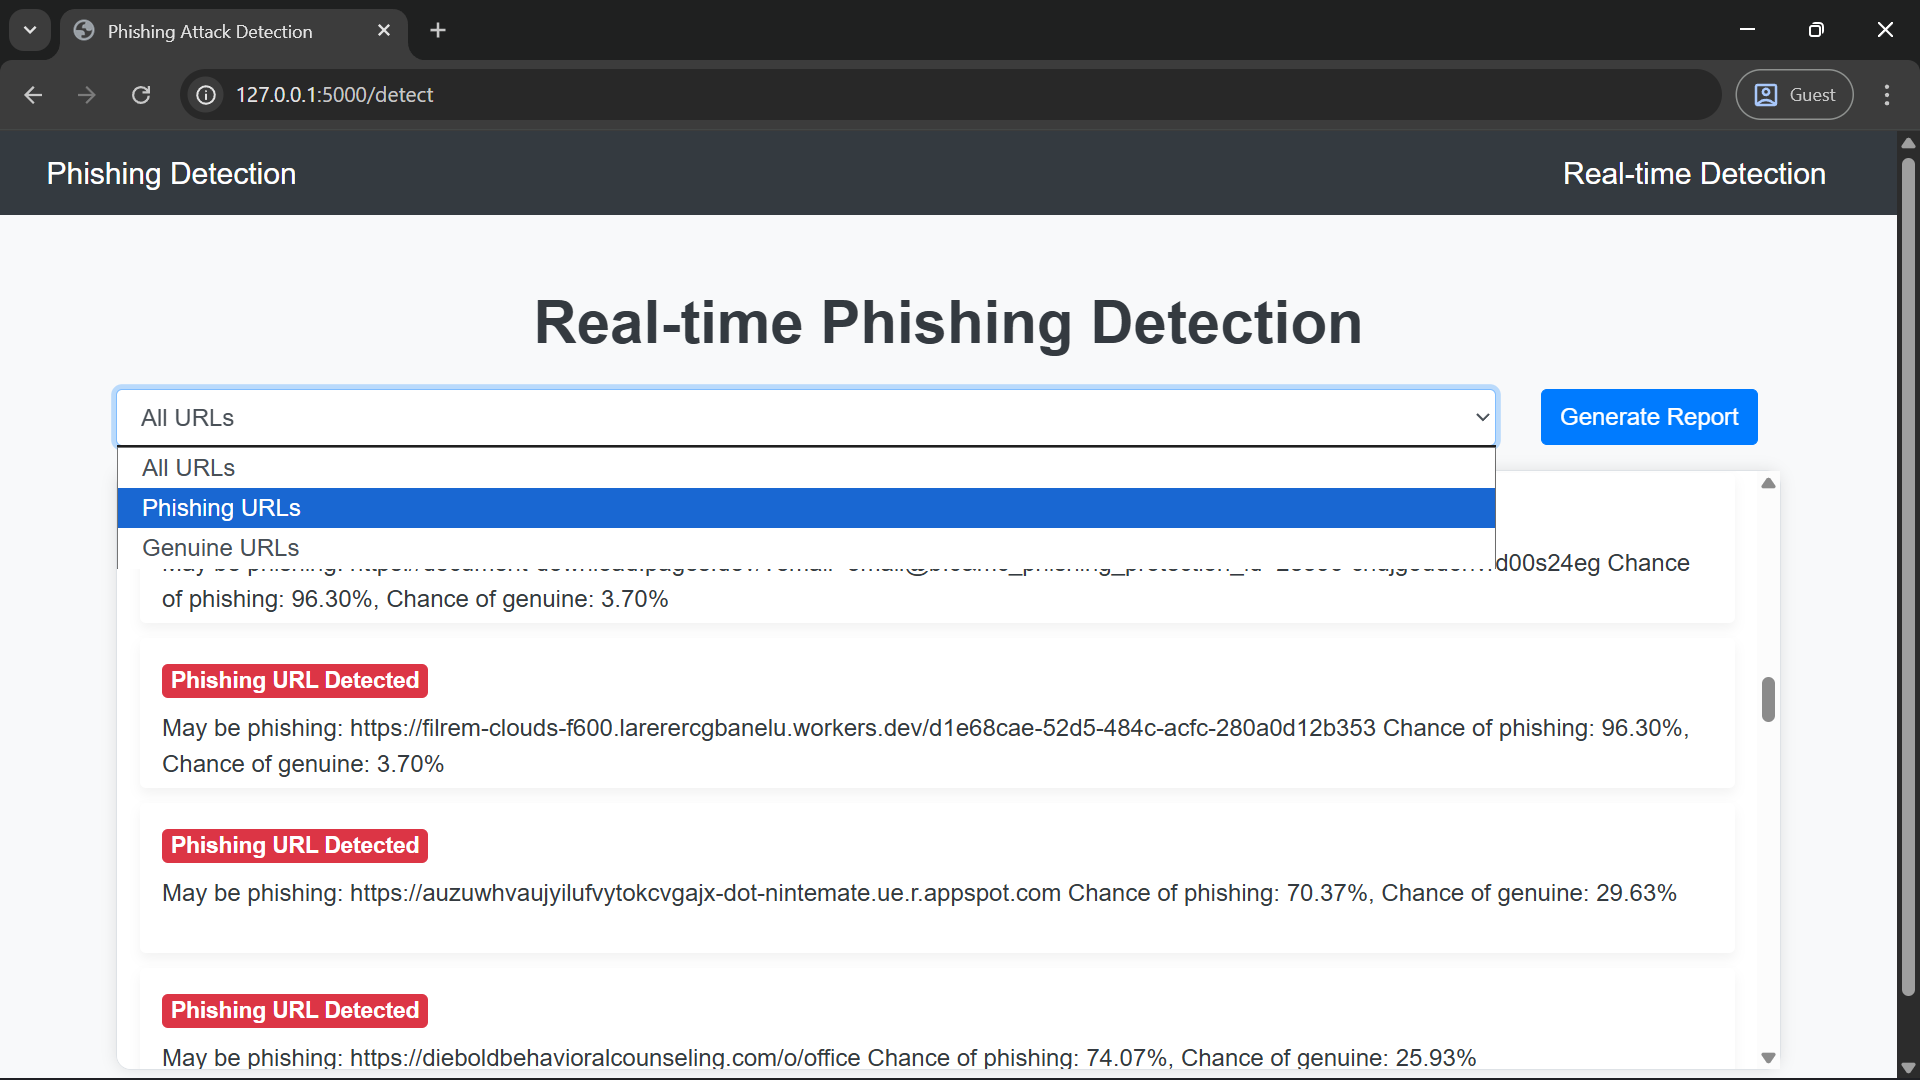 Phishing Attack Detection
127.0.0.1:5000/detect
Guest
Phishing Detection
Real-time Detection
Real-time Phishing Detection
All URLs
Generate Report
All URLs
Phishing URLs
Genuine URLs
d00s24eg Chance
of phishing: 96.30%, Chance of genuine: 3.70%
Phishing URL Detected
May be phishing: https://filrem-clouds-f600.larerercgbanelu.workers.dev/d1e68cae-52d5-484c-acfc-280a0d12b353 Chance of phishing: 96.30%,
Chance of genuine: 3.70%
Phishing URL Detected
May be phishing: https://auzuwhvaujyilufvytokcvgajx-dot-nintemate.ue.r.appspot.com Chance of phishing: 70.37%, Chance of genuine: 29.63%
Phishing URL Detected
May be phishing: https://dieboldbehavioralcounseling.com/o/office Chance of phishing: 74.07%, Chance of genuine: 25.93%